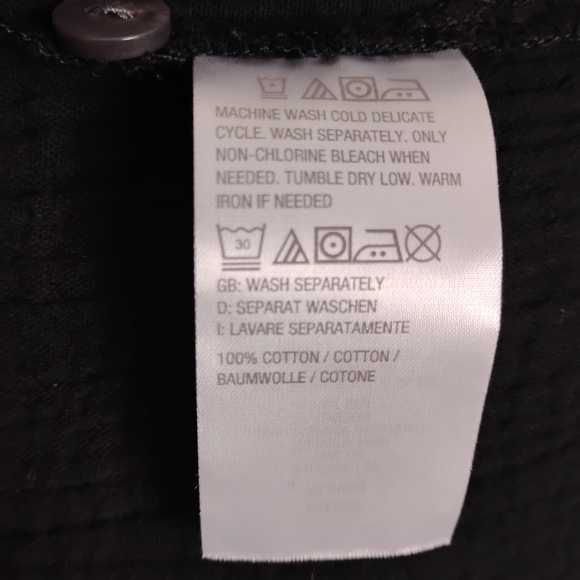 MACHINE WASH COLD DELICATE
CYCLE. WASH SEPARATELY. ONLY
NON-CHLORINE BLEACH WHEN
NEEDED. TUMBLE DRY LOW. WARM
IRON IF NEEDED
30
GB: WASH SEPARATELY
D: SEPARAT WASCHEN
I: LAVARE SEPARATAMENTE
100% COTTON / COTTON /
BAUMWOLLE / COTONE